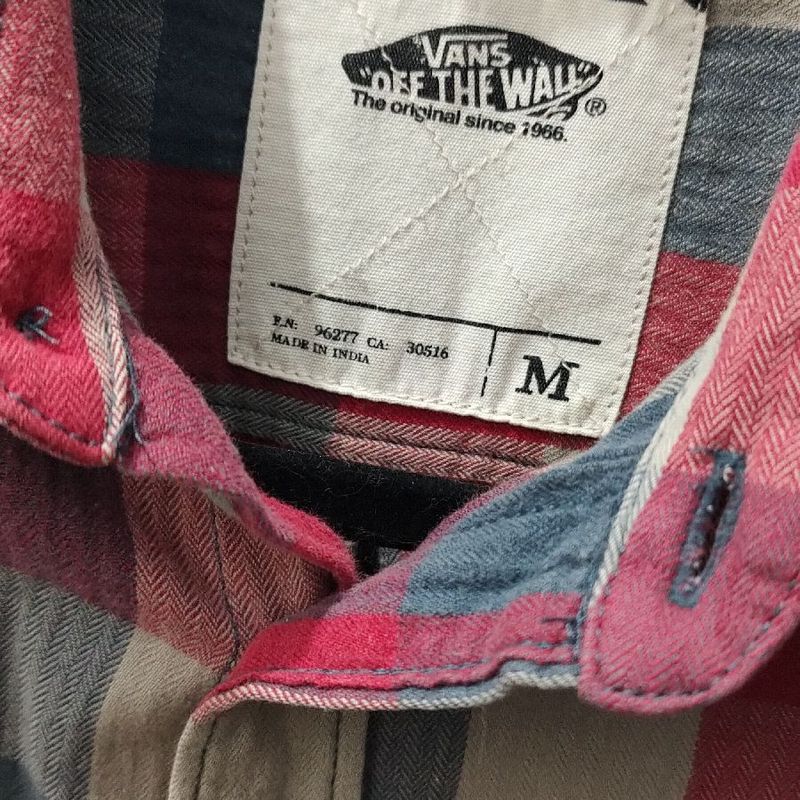 VANS
"OFF THE WALL"
®
The original since 1966.
R.N: 96277 CA: 30516
MADE IN INDIA
M